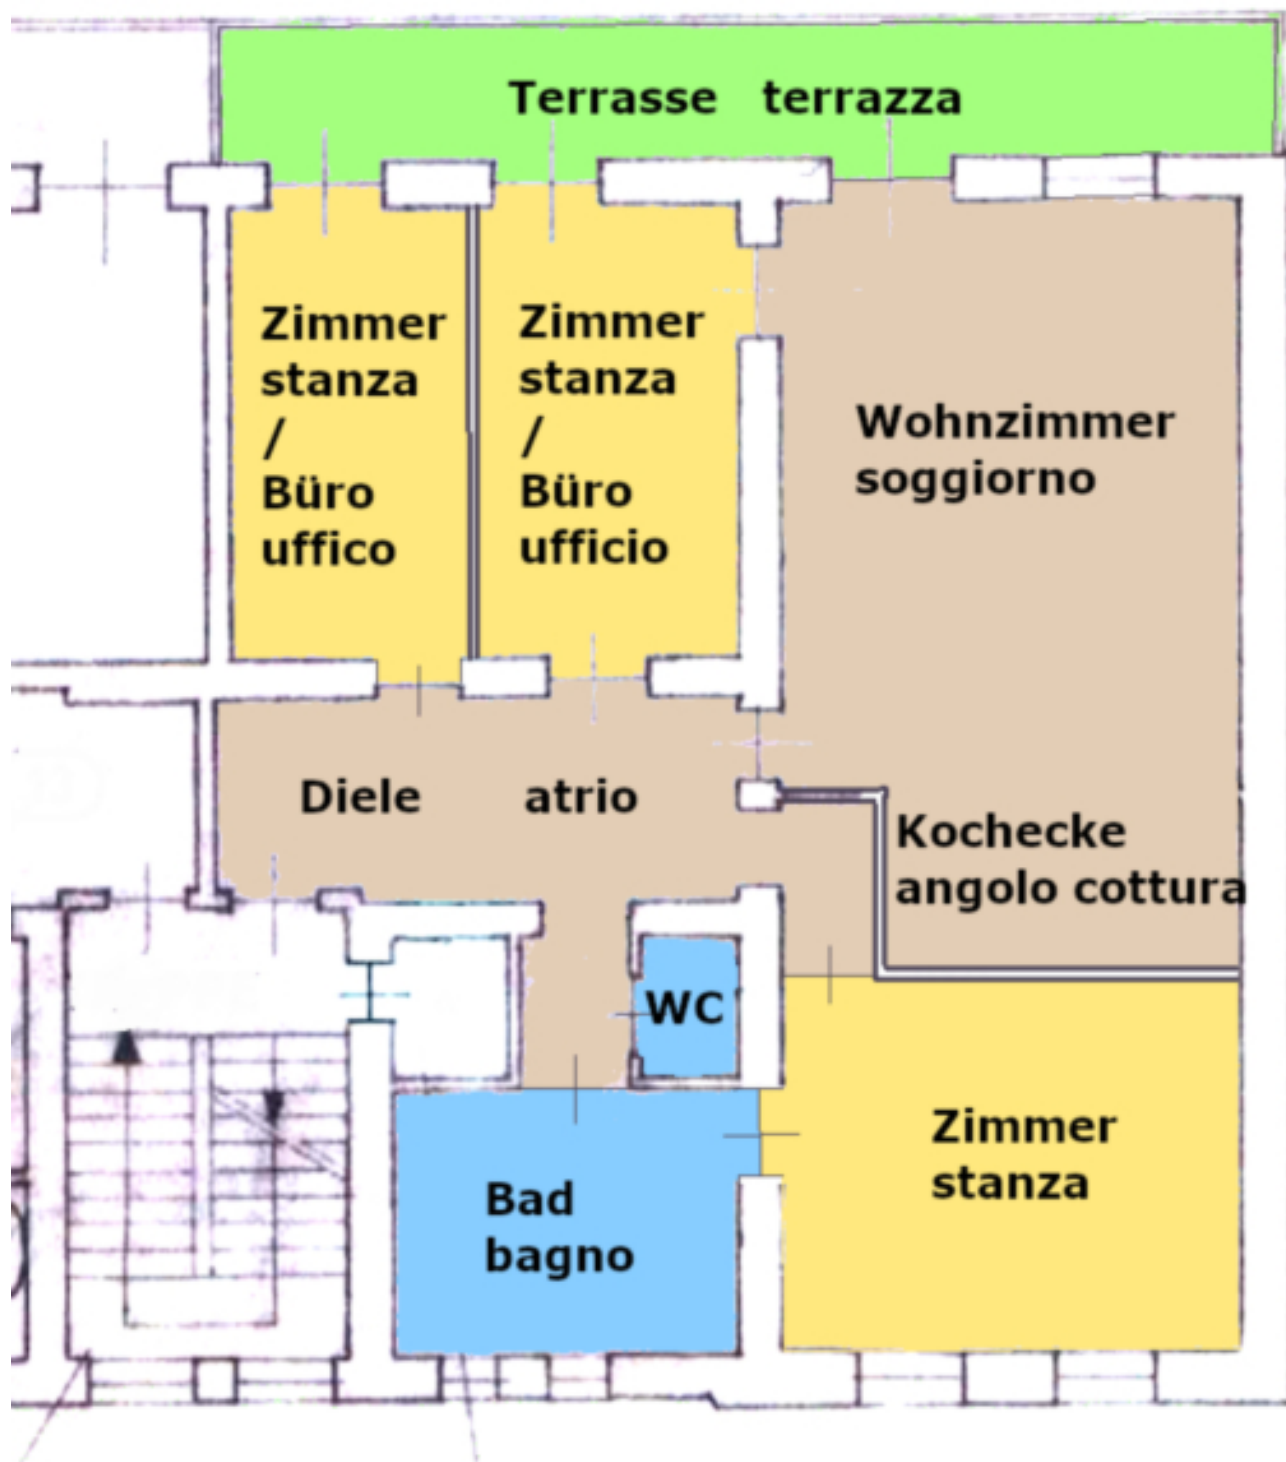 Terrasse terrazza
Zimmer
stanza
/
Büro
uffico
Zimmer
stanza
/
Büro
ufficio
Wohnzimmer
soggiorno
Diele atrio
Kochecke
angolo cottura
WC
Bad
bagno
Zimmer
stanza